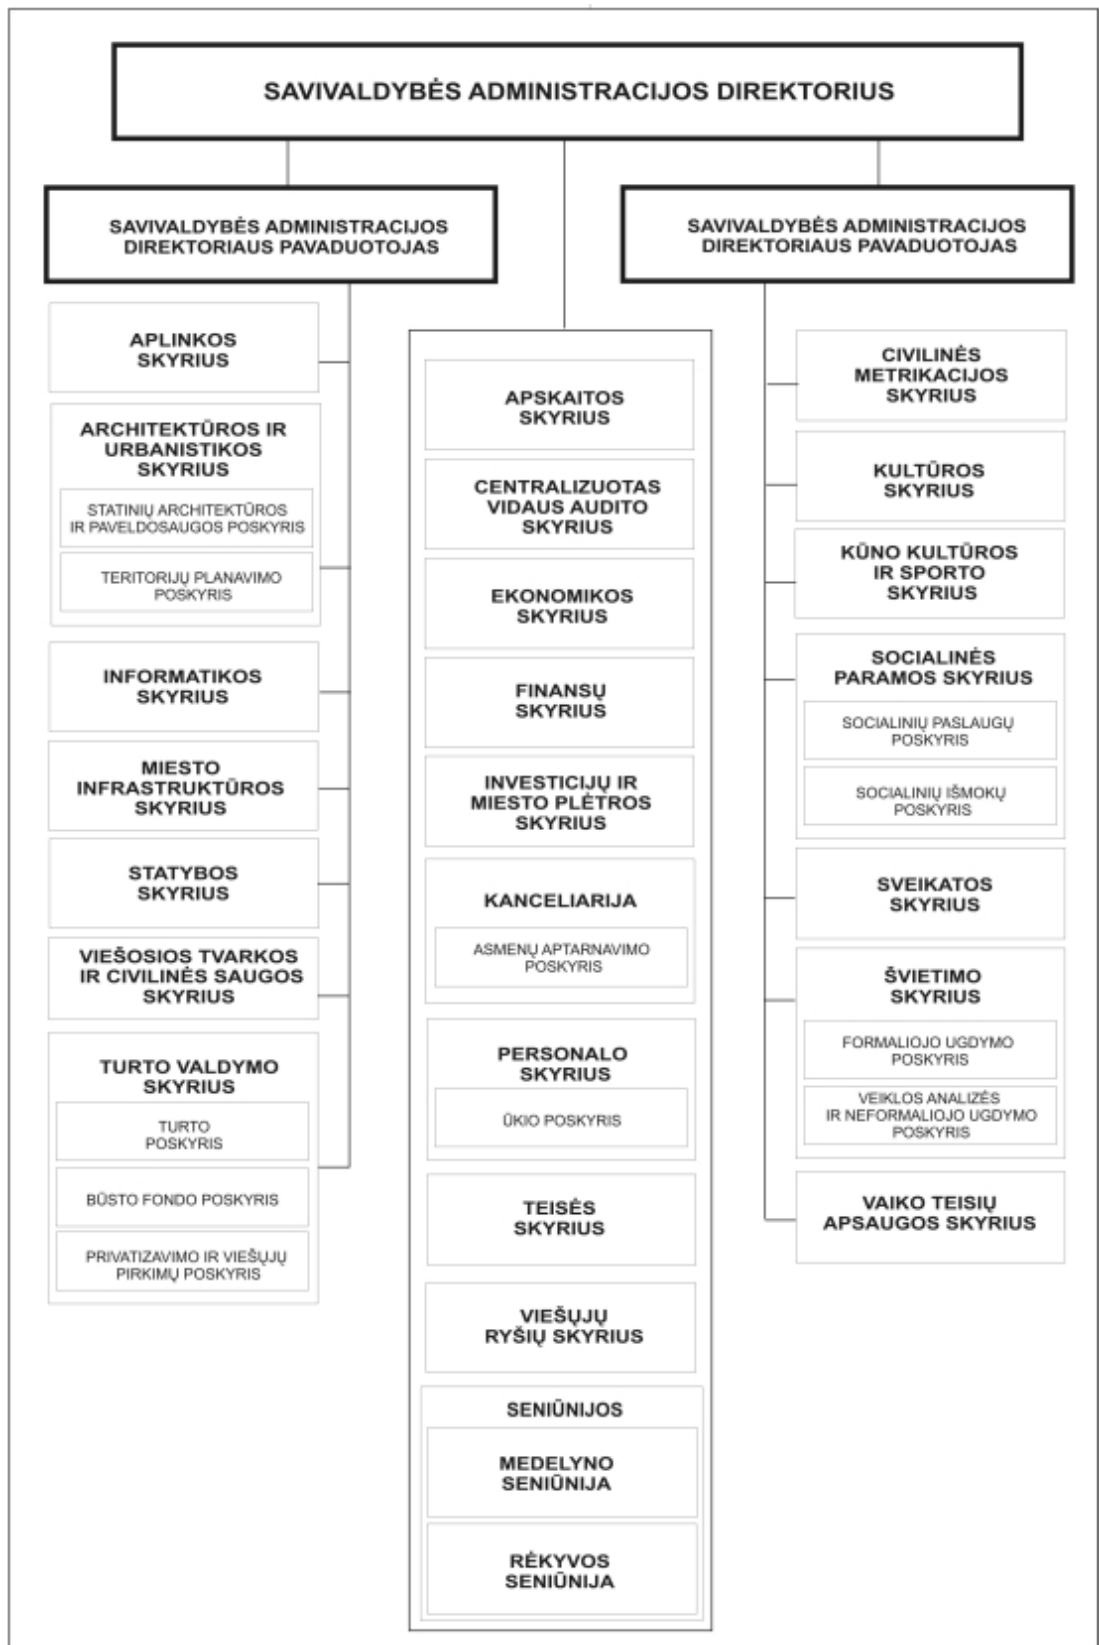 SAVIVALDYBĖS ADMINISTRACIJOS DIREKTORIUS
SAVIVALDYBĖS ADMINISTRACIJOS
DIREKTORIAUS PAVADUOTOJAS
APLINKOS
SKYRIUS
ARCHITEKTŪROS IR
URBANISTIKOS
SKYRIUS
STATINIŲ ARCHITEKTŪROS
IR PAVELDOSAUGOS POSKYRIS
TERITORIJŲ PLANAVIMO
POSKYRIS
INFORMATIKOS
SKYRIUS
MIESTO
INFRASTRUKTŪROS
SKYRIUS
STATYBOS
SKYRIUS
VIEŠOSIOS TVARKOS
IR CIVILINĖS SAUGOS
SKYRIUS
TURTO VALDYMO
SKYRIUS
TURTO
POSKYRIS
BŪSTO FONDO POSKYRIS
PRIVATIZAVIMO IR VIEŠŲJŲ
PIRKIMŲ POSKYRIS
APSKAITOS
SKYRIUS
CENTRALIZUOTAS
VIDAUS AUDITO
SKYRIUS
EKONOMIKOS
SKYRIUS
FINANSŲ
SKYRIUS
INVESTICIJŲ IR
MIESTO PLĖTROS
SKYRIUS
KANCELIARIJA
ASMENŲ APTARNAVIMO
POSKYRIS
PERSONALO
SKYRIUS
ŪKIO POSKYRIS
TEISĖS
SKYRIUS
VIEŠŲJŲ
RYŠIŲ SKYRIUS
SENIŪNIJOS
MEDELYNO
SENIŪNIJA
RĖKYVOS
SENIŪNIJA
SAVIVALDYBĖS ADMINISTRACIJOS
DIREKTORIAUS PAVADUOTOJAS
CIVILINĖS
METRIKACIJOS
SKYRIUS
KULTŪROS
SKYRIUS
KŪNO KULTŪROS
IR SPORTO
SKYRIUS
SOCIALINĖS
PARAMOS SKYRIUS
SOCIALINIŲ PASLAUGŲ
POSKYRIS
SOCIALINIŲ IŠMOKŲ
POSKYRIS
SVEIKATOS
SKYRIUS
ŠVIETIMO
SKYRIUS
FORMALIOJO UGDYMO
POSKYRIS
VEIKLOS ANALIZĖS
IR NEFORMALIOJO UGDYMO
POSKYRIS
VAIKO TEISIŲ
APSAUGOS SKYRIUS